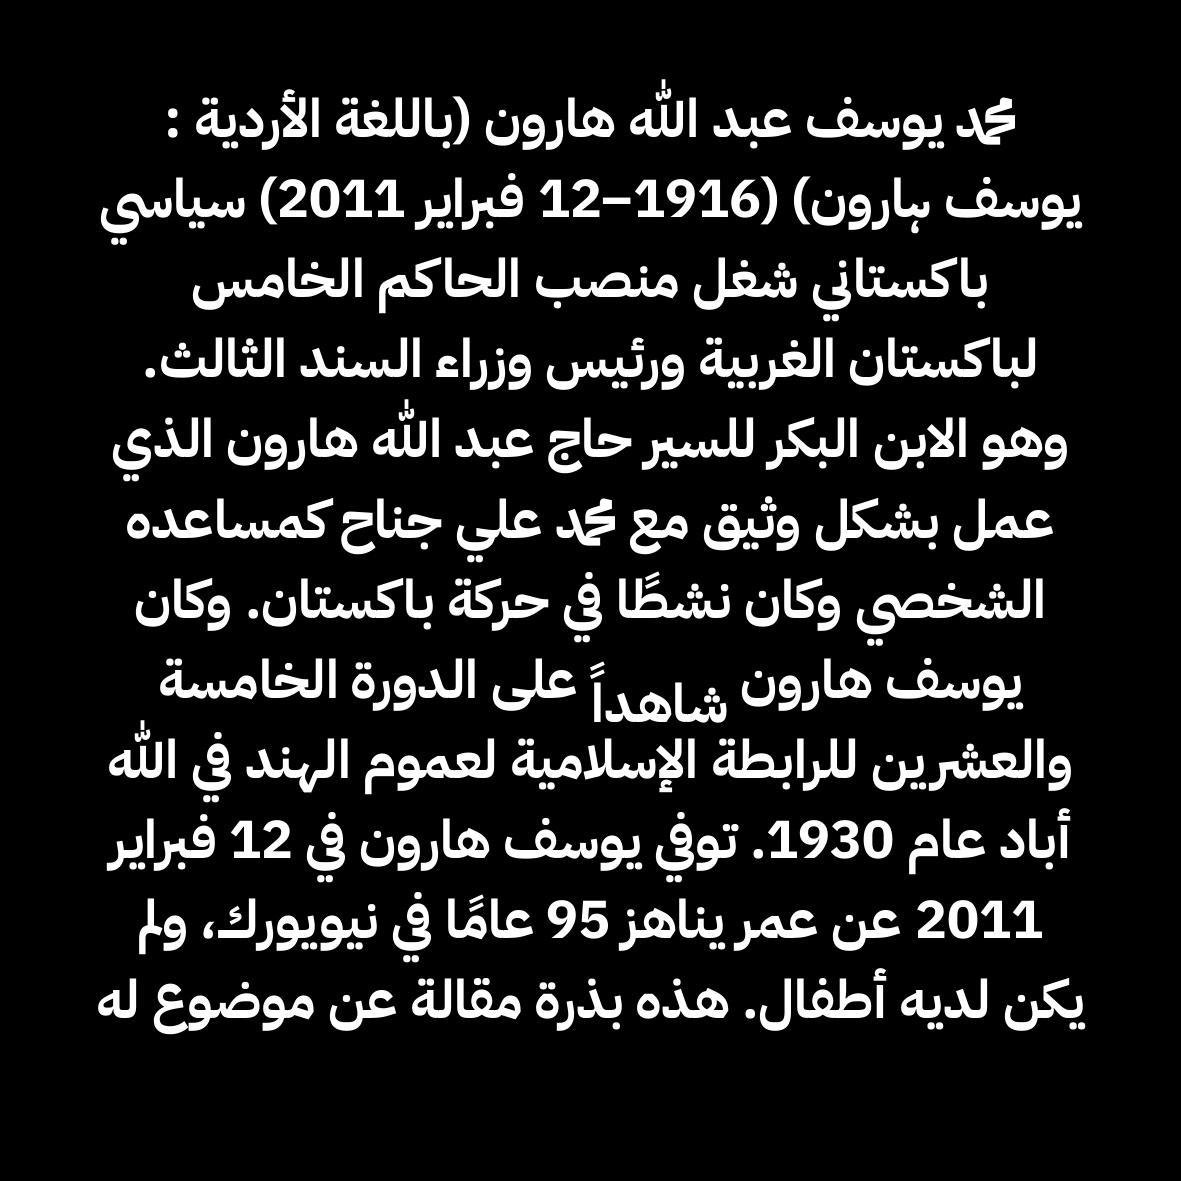 محمد يوسف عبد الله هارون (باللغة الأردية :
يوسف ہارون) (1916–12 فبراير 2011) سياسي
باكستاني شغل منصب الحاكم الخامس
لباكستان الغربية ورئيس وزراء السند الثالث.
وهو الابن البكر للسير حاج عبد الله هارون الذي
عمل بشكل وثيق مع محمد علي جناح كمساعده
الشخصي وكان نشطًا في حركة باكستان. وكان
يوسف هارون شاهداً على الدورة الخامسة
والعشرين للرابطة الإسلامية لعموم الهند في الله
أباد عام 1930. توفي يوسف هارون في 12 فبراير
2011 عن عمر يناهز 95 عامًا في نيويورك، ولم
يكن لديه أطفال. هذه بذرة مقالة عن موضوع له